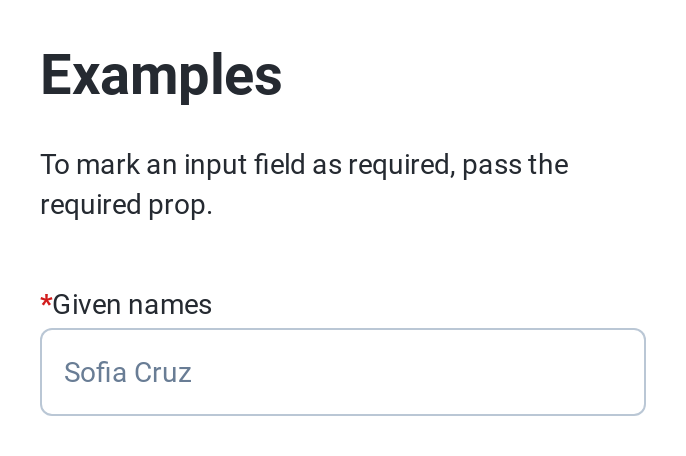 Examples
To mark an input field as required, pass the
required prop.
*Given names
Sofia Cruz